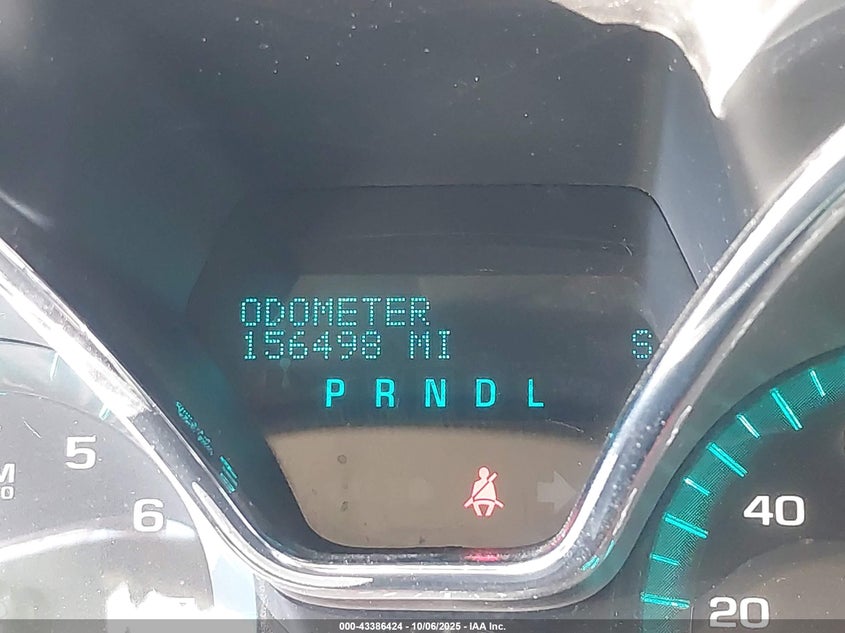 ODOMETER
156498 MI S
P R N D L
5
6
40
20
000-43386424 - 10/06/2025 - IAA Inc.